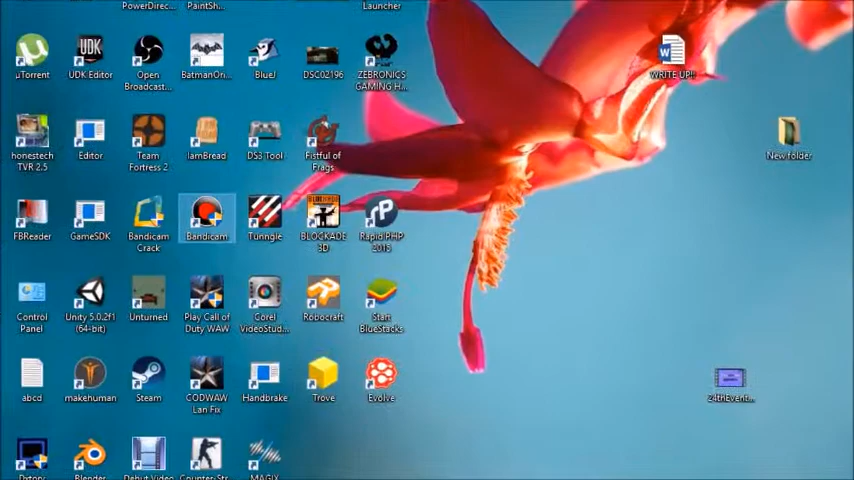 PowerDirec...
PaintSh...
Launcher
µTorrent
UDK Editor
Open
Broadcast...
BatmanOn...
BlueJ
DSC02196
ZEBRONICS
GAMING H...
WRITE UP!!
honestech
TVR 2.5
Editor
Team
Fortress 2
IamBread
DS3 Tool
Fistful of
Frags
New folder
FBReader
GameSDK
Bandicam
Crack
Bandicam
Tunngle
BLOCKADE
3D
Rapid PHP
2015
Control
Panel
Unity 5.0.2f1
(64-bit)
Unturned
Play Call of
Duty WAW
Corel
VideoStud...
Robocraft
Start
BlueStacks
abcd
makehuman
Steam
CODWAW
Lan Fix
Handbrake
Trove
Evolve
z4thEvent...
Dxtory
Blender
Debut Video
Counter-Str...
MAGIX